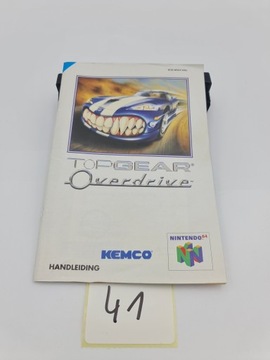 TOP GEAR
Overdrive
KEMCO
NINTENDO 64
HANDLEIDING
41